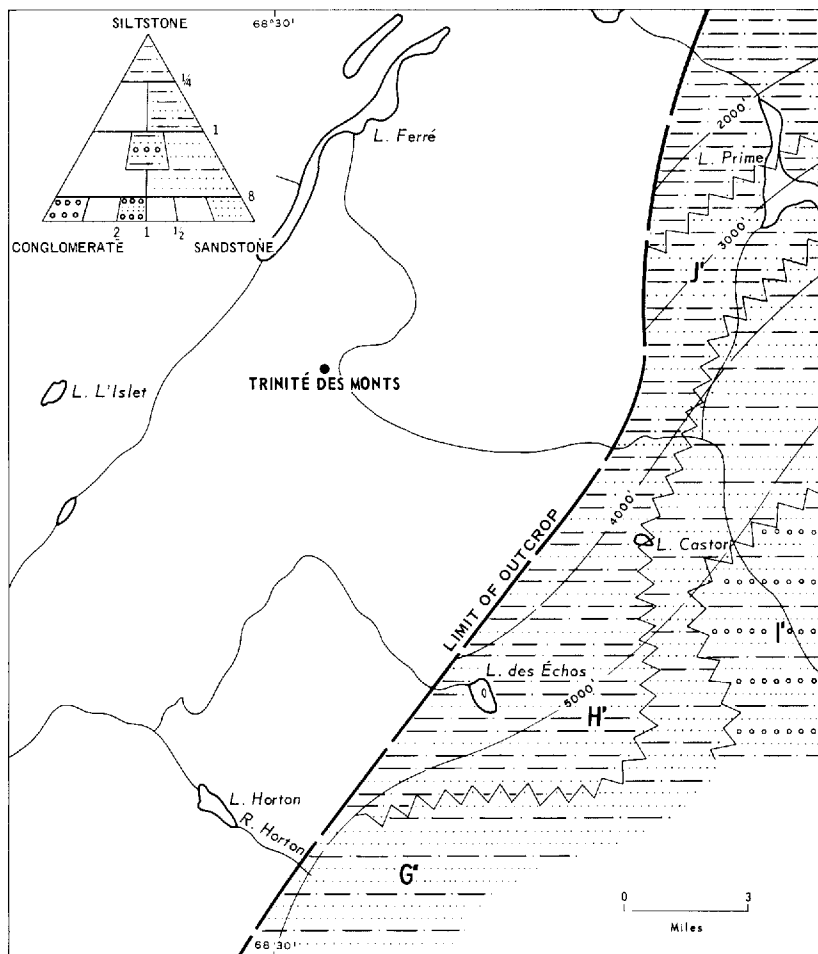 SILTSTONE
68°30'
1/4
1
8
CONGLOMERATE
2
1
1/2
SANDSTONE
L. Ferré
2000'
L. Prime
3000'
J'
L. L'Islet
TRINITÉ DES MONTS
4000'
L. Castor
LIMIT OF OUTCROP
I'
L. des Échos
5000'
H'
L. Horton
R. Horton
G'
0
3
Miles
68°30'